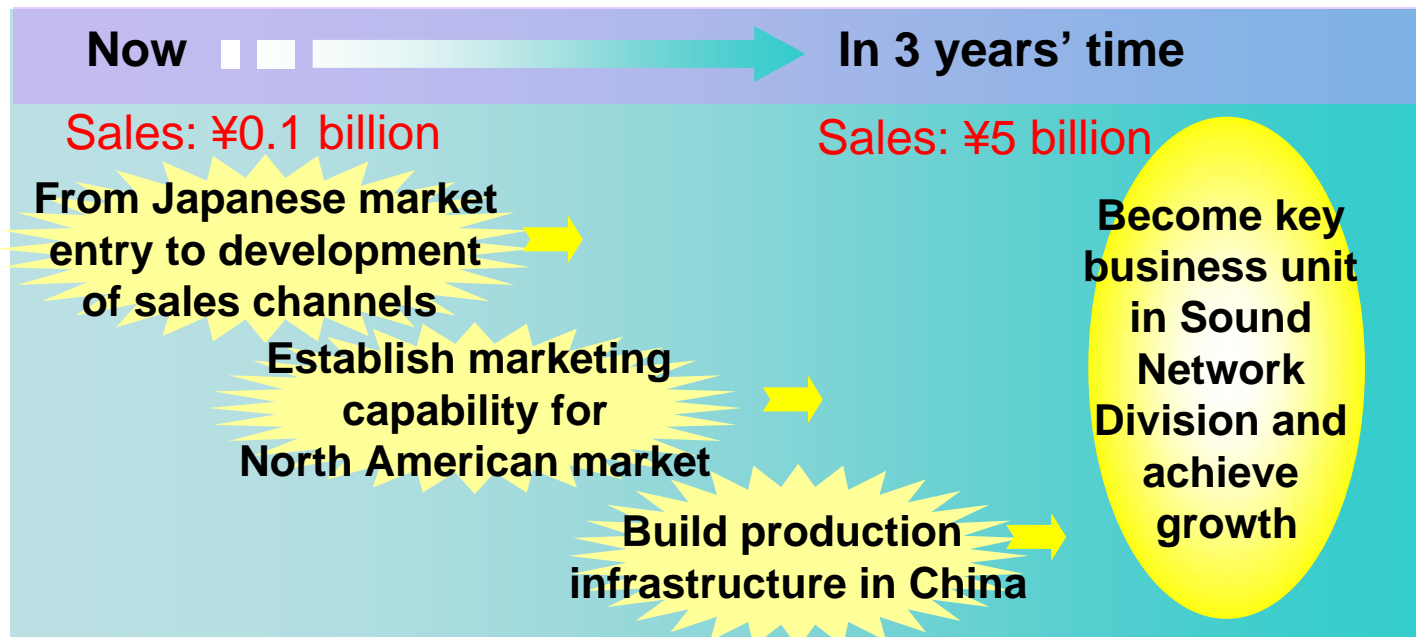 Now
In 3 years’ time
Sales: ¥0.1 billion
Sales: ¥5 billion
From Japanese market
entry to development
of sales channels
Establish marketing
capability for
North American market
Build production
infrastructure in China
Become key
business unit
in Sound
Network
Division and
achieve
growth